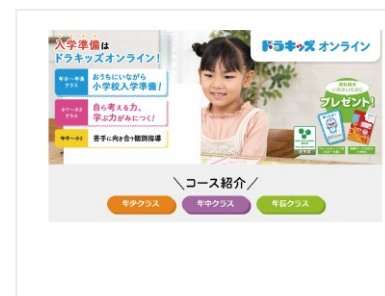 入学準備は
ドラキッズオンライン!
ドラキッズ オンライン
年少～年長
クラス
おうちにいながら
小学校入学準備!
クラス
自ら考える力、
学ぶ力がみにつく!
苦手に向き合う個別指導
プレゼント!
＼コース紹介／
年少クラス
年中クラス
年長クラス